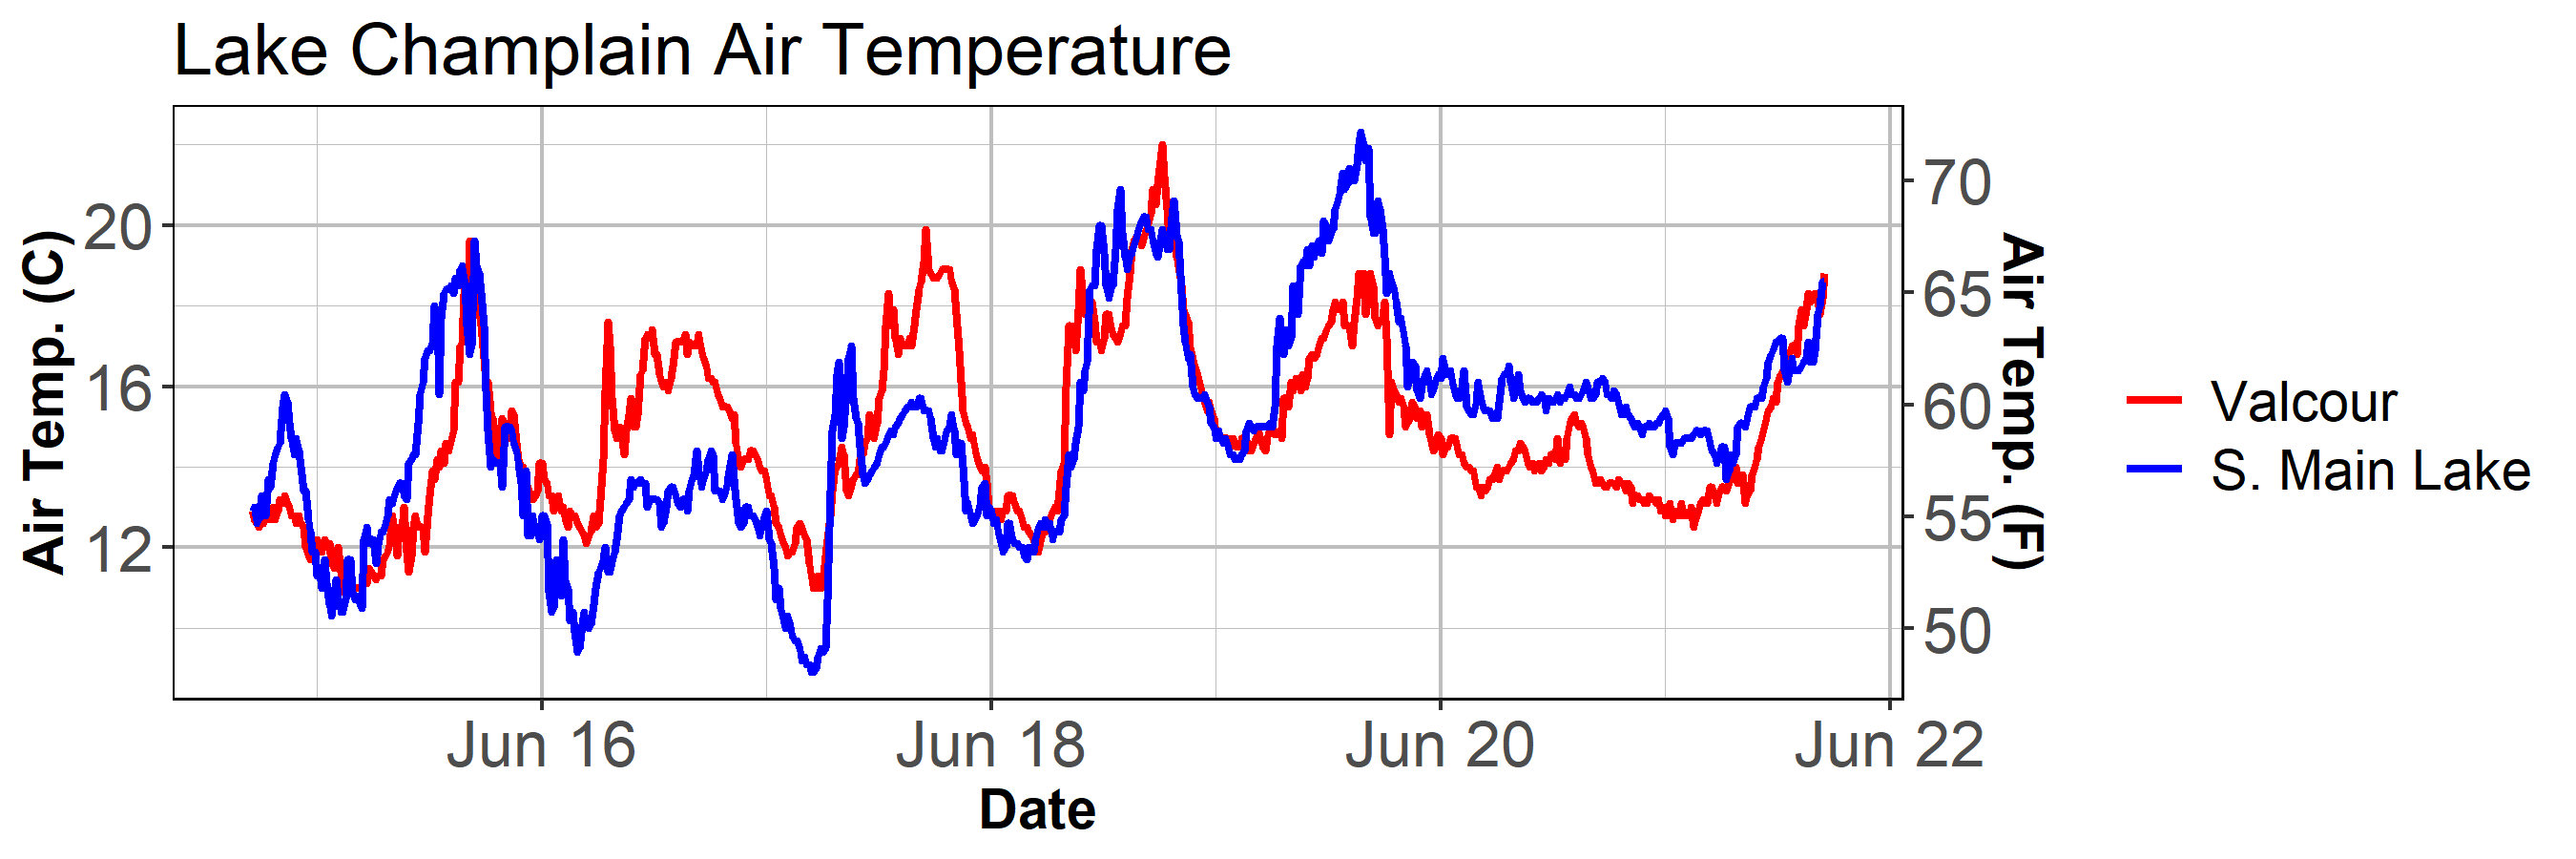 Lake Champlain Air Temperature
Air Temp. (C)
20
16
12
70
65
60
55
50
Air Temp. (F)
Jun 16
Jun 18
Jun 20
Jun 22
Date
Valcour
S. Main Lake